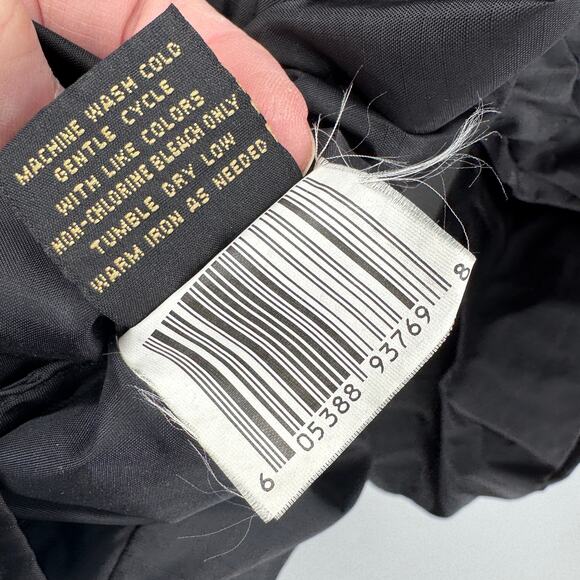 MACHINE WASH COLD
GENTLE CYCLE
WITH LIKE COLORS
NON-CHLORINE BLEACH ONLY
TUMBLE DRY LOW
WARM IRON AS NEEDED
6 05388 93769 8